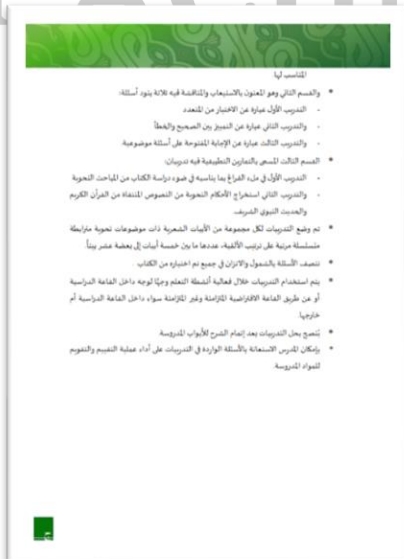 المناسب لها.
• والقسم الثاني وهو المعنون بالاستيعاب والمناقشة فيه ثلاثة بنود أسئلة:
- التدريب الأول عبارة عن الاختيار من المتعدد
- والتدريب الثاني عبارة عن التمييز بين الصحيح والخطأ
- والتدريب الثالث عبارة عن الإجابة المفتوحة على أسئلة موضوعية.
• القسم الثالث المسمى بالتمارين التطبيقية فيه تدريبان:
- التدريب الأول في ملء الفراغ بما يناسبه في ضوء دراسة الكتاب من المباحث النحوية
- والتدريب الثاني استخراج الأحكام النحوية من النصوص المنتقاة من القرآن الكريم
والحديث النبوي الشريف.
• تم وضع التدريبات لكل مجموعة من الأبيات الشعرية ذات موضوعات نحوية مترابطة
متسلسلة مرتبة على ترتيب الألفية، عددها ما بين خمسة أبيات إلى بضعة عشر بيتاً.
• تتصف الأسئلة بالشمول والاتزان في جميع تم اختياره من الكتاب .
• يتم استخدام التدريبات خلال فعالية أنشطة التعلم وجهًا لوجه داخل القاعة الدراسية
أو عن طريق القاعة الافتراضية المتزامنة وغير المتزامنة سواء داخل القاعة الدراسية أم
خارجها.
• يُنصح بحل التدريبات بعد إتمام الشرح للأبواب المدروسة
• بإمكان المدرس الاستعانة بالأسئلة الواردة في التدريبات على أداء عملية التقييم والتقويم
للمواد المدروسة.